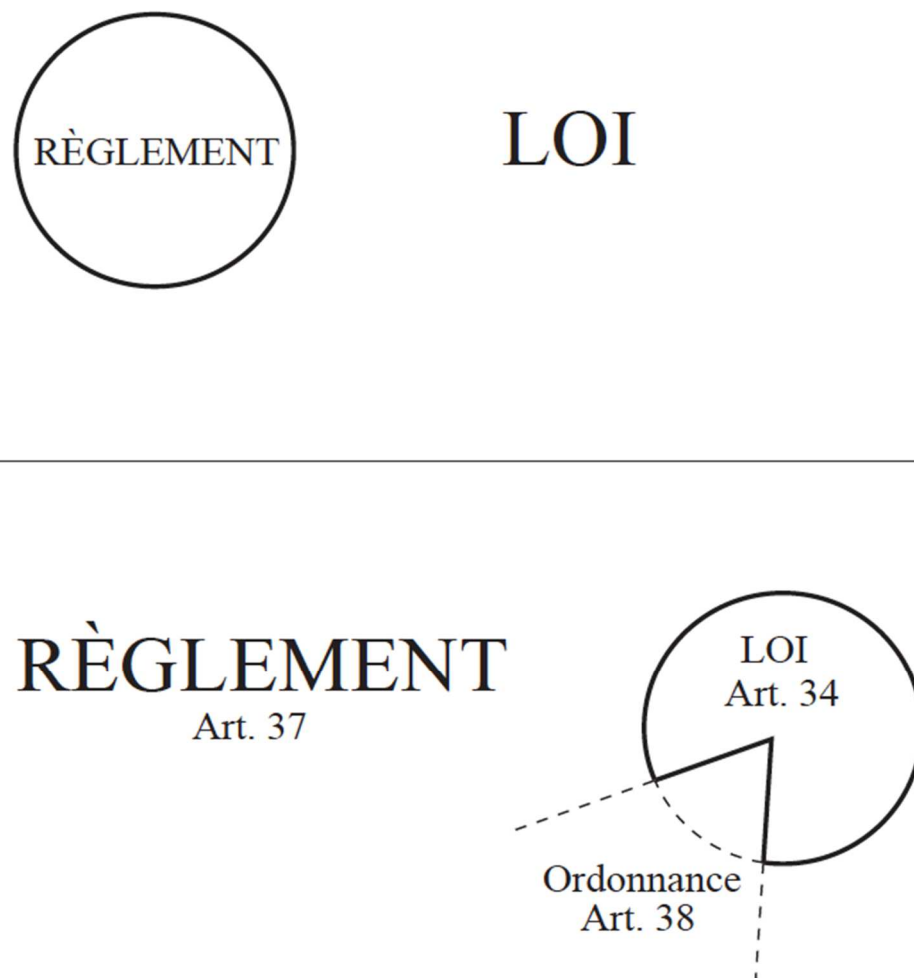 RÈGLEMENT
LOI
RÈGLEMENT
Art. 37
LOI
Art. 34
Ordonnance
Art. 38